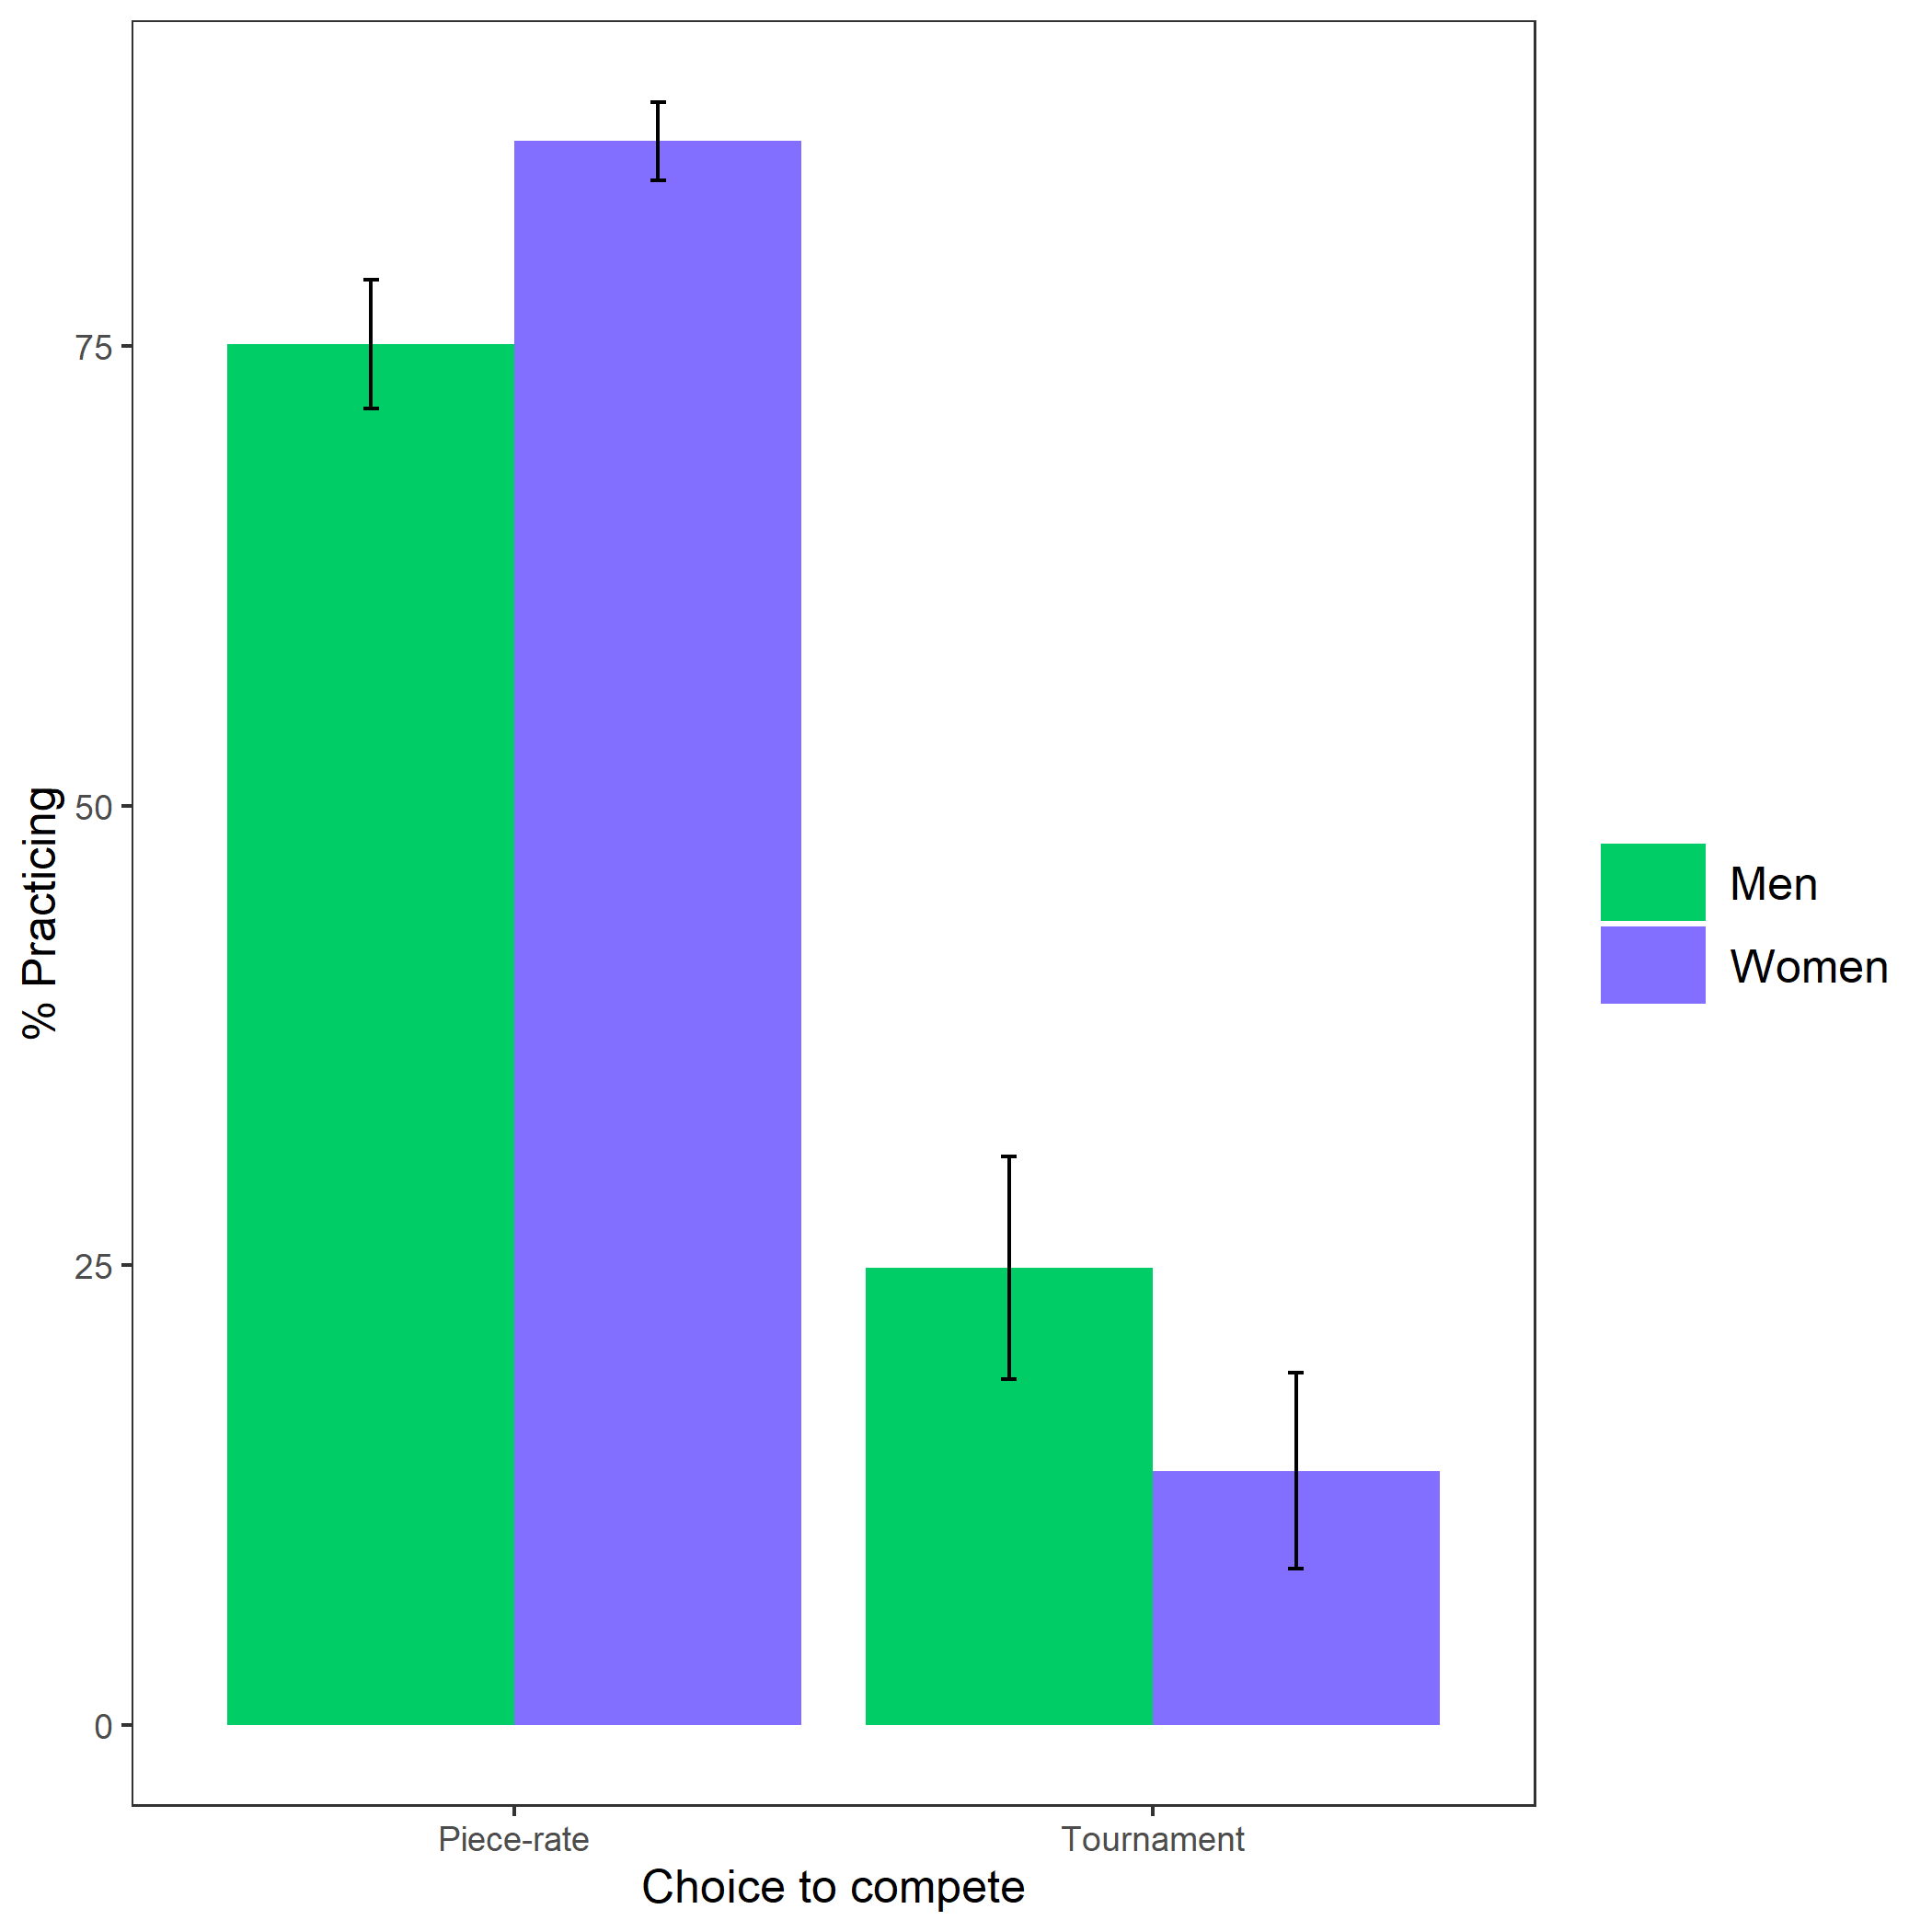 % Practicing
75
50
25
0
Piece-rate
Tournament
Choice to compete
Men
Women